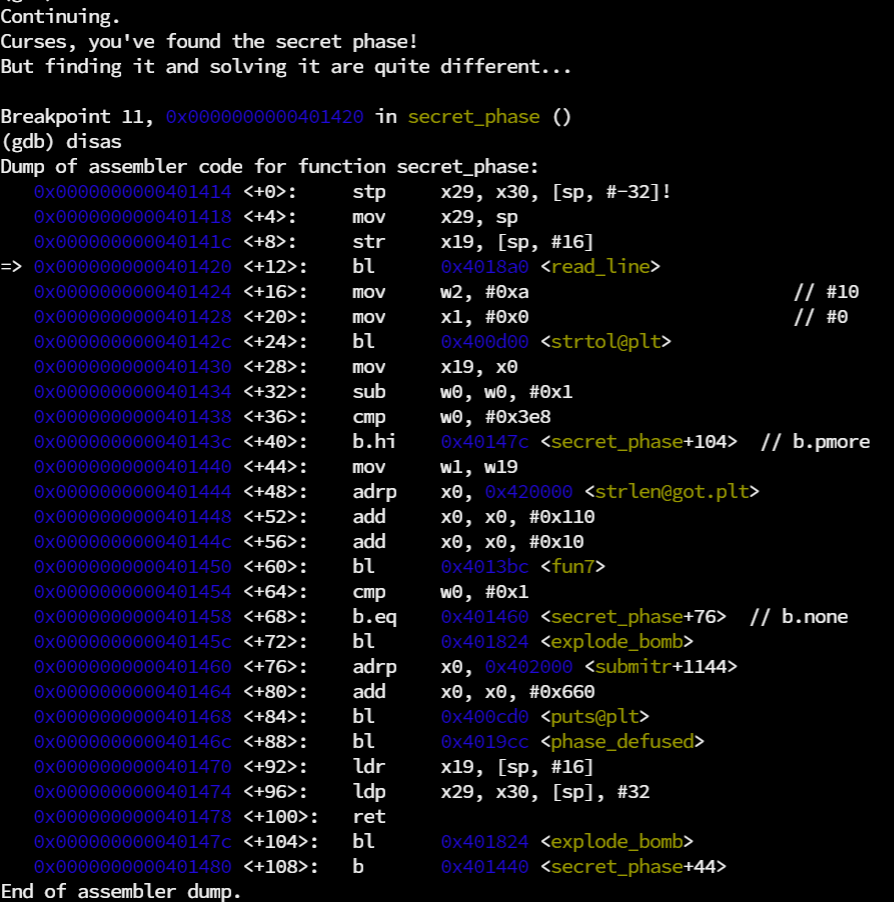 Continuing.
Curses, you've found the secret phase!
But finding it and solving it are quite different...
Breakpoint 11, 0x0000000000401420 in secret_phase ()
(gdb) disas
Dump of assembler code for function secret_phase:
   0x0000000000401414 <+0>:     stp     x29, x30, [sp, #-32]!
   0x0000000000401418 <+4>:     mov     x29, sp
   0x000000000040141c <+8>:     str     x19, [sp, #16]
=> 0x0000000000401420 <+12>:    bl      0x4018a0 <read_line>
   0x0000000000401424 <+16>:    mov     w2, #0xa                        // #10
   0x0000000000401428 <+20>:    mov     x1, #0x0                        // #0
   0x000000000040142c <+24>:    bl      0x400d00 <strtol@plt>
   0x0000000000401430 <+28>:    mov     x19, x0
   0x0000000000401434 <+32>:    sub     w0, w0, #0x1
   0x0000000000401438 <+36>:    cmp     w0, #0x3e8
   0x000000000040143c <+40>:    b.hi    0x40147c <secret_phase+104>  // b.pmore
   0x0000000000401440 <+44>:    mov     w1, w19
   0x0000000000401444 <+48>:    adrp    x0, 0x420000 <strlen@got.plt>
   0x0000000000401448 <+52>:    add     x0, x0, #0x110
   0x000000000040144c <+56>:    add     x0, x0, #0x10
   0x0000000000401450 <+60>:    bl      0x4013bc <fun7>
   0x0000000000401454 <+64>:    cmp     w0, #0x1
   0x0000000000401458 <+68>:    b.eq    0x401460 <secret_phase+76>  // b.none
   0x000000000040145c <+72>:    bl      0x401824 <explode_bomb>
   0x0000000000401460 <+76>:    adrp    x0, 0x402000 <submitr+1144>
   0x0000000000401464 <+80>:    add     x0, x0, #0x660
   0x0000000000401468 <+84>:    bl      0x400cd0 <puts@plt>
   0x000000000040146c <+88>:    bl      0x4019cc <phase_defused>
   0x0000000000401470 <+92>:    ldr     x19, [sp, #16]
   0x0000000000401474 <+96>:    ldp     x29, x30, [sp], #32
   0x0000000000401478 <+100>:   ret
   0x000000000040147c <+104>:   bl      0x401824 <explode_bomb>
   0x0000000000401480 <+108>:   b       0x401440 <secret_phase+44>
End of assembler dump.